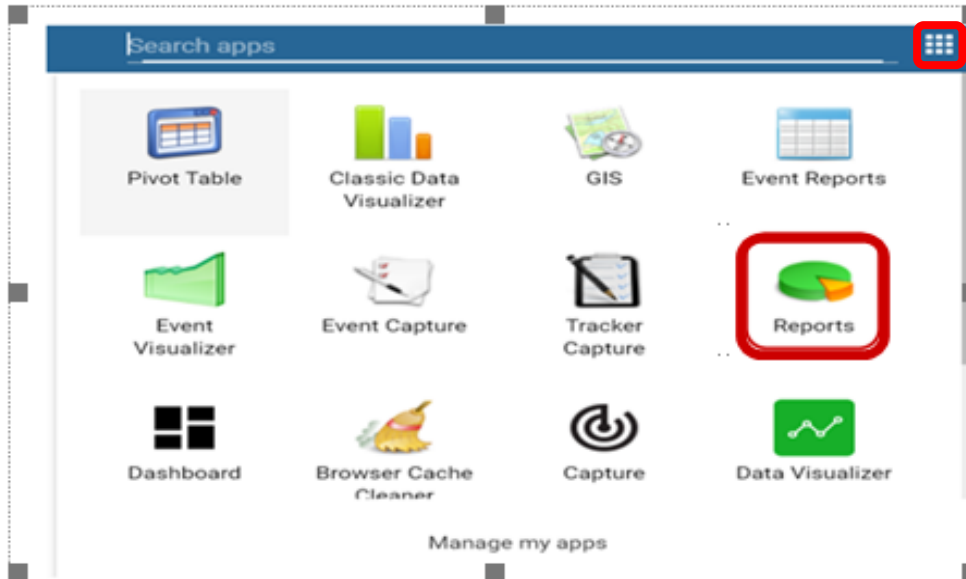 Search apps
Pivot Table
Classic Data
Visualizer
GIS
Event Reports
Event
Visualizer
Event Capture
Tracker
Capture
Reports
Dashboard
Browser Cache
Cleaner
Capture
Data Visualizer
Manage my apps